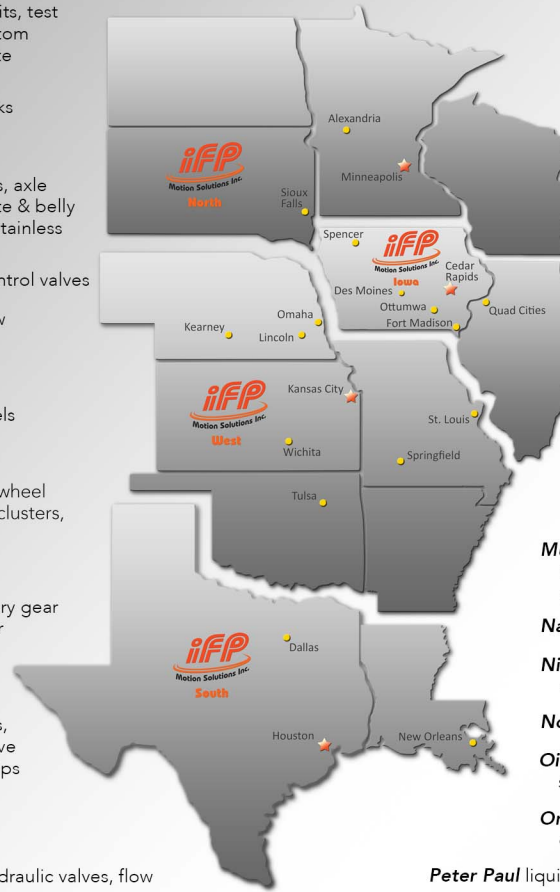 its, test
tom
te
ks
s, axle
te & belly
tainless
ntrol valves
w
els
wheel
clusters,
ry gear
r
s,
ve
ps
draulic valves, flow
Alexandria
Minneapolis
iFP
Motion Solutions Inc.
North
Sioux
Falls
Spencer
iFP
Motion Solutions Inc.
Iowa
Cedar
Rapids
Des Moines
Ottumwa
Fort Madison
Quad Cities
Omaha
Kearney
Lincoln
iFP
Motion Solutions Inc.
West
Kansas City
Wichita
St. Louis
Springfield
Tulsa
iFP
Motion Solutions Inc.
South
Dallas
Houston
New Orleans
Mu
Na
Ni
No
Oi
s
Or
Peter Paul liqui